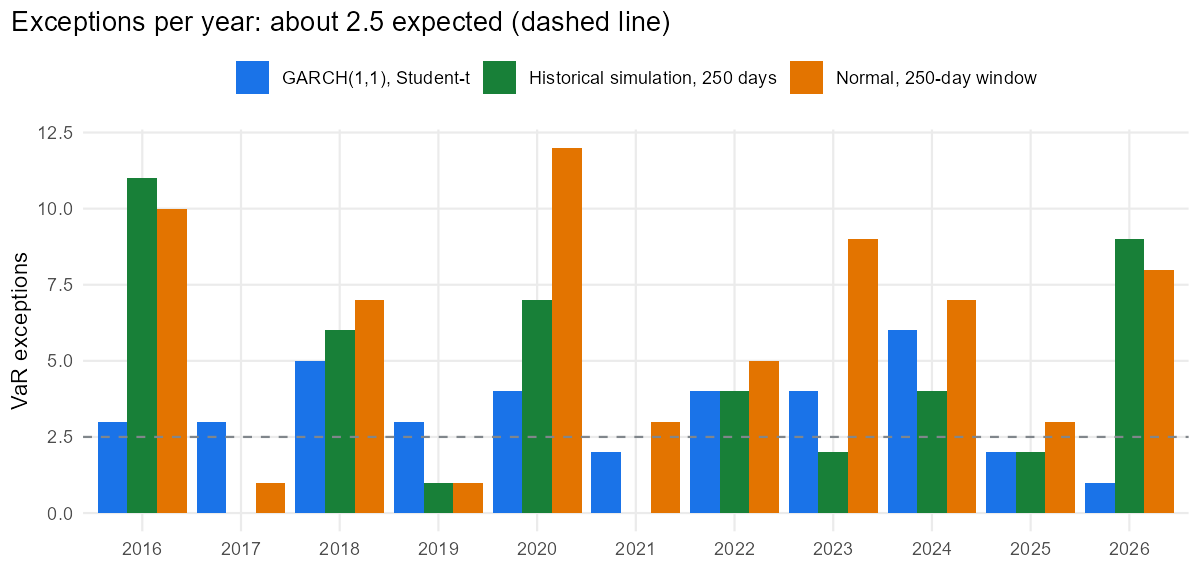 Exceptions per year: about 2.5 expected (dashed line)
GARCH(1,1), Student-t Historical simulation, 250 days Normal, 250-day window
VaR exceptions
12.5
10.0
7.5
5.0
2.5
0.0
2016 2017 2018 2019 2020 2021 2022 2023 2024 2025 2026